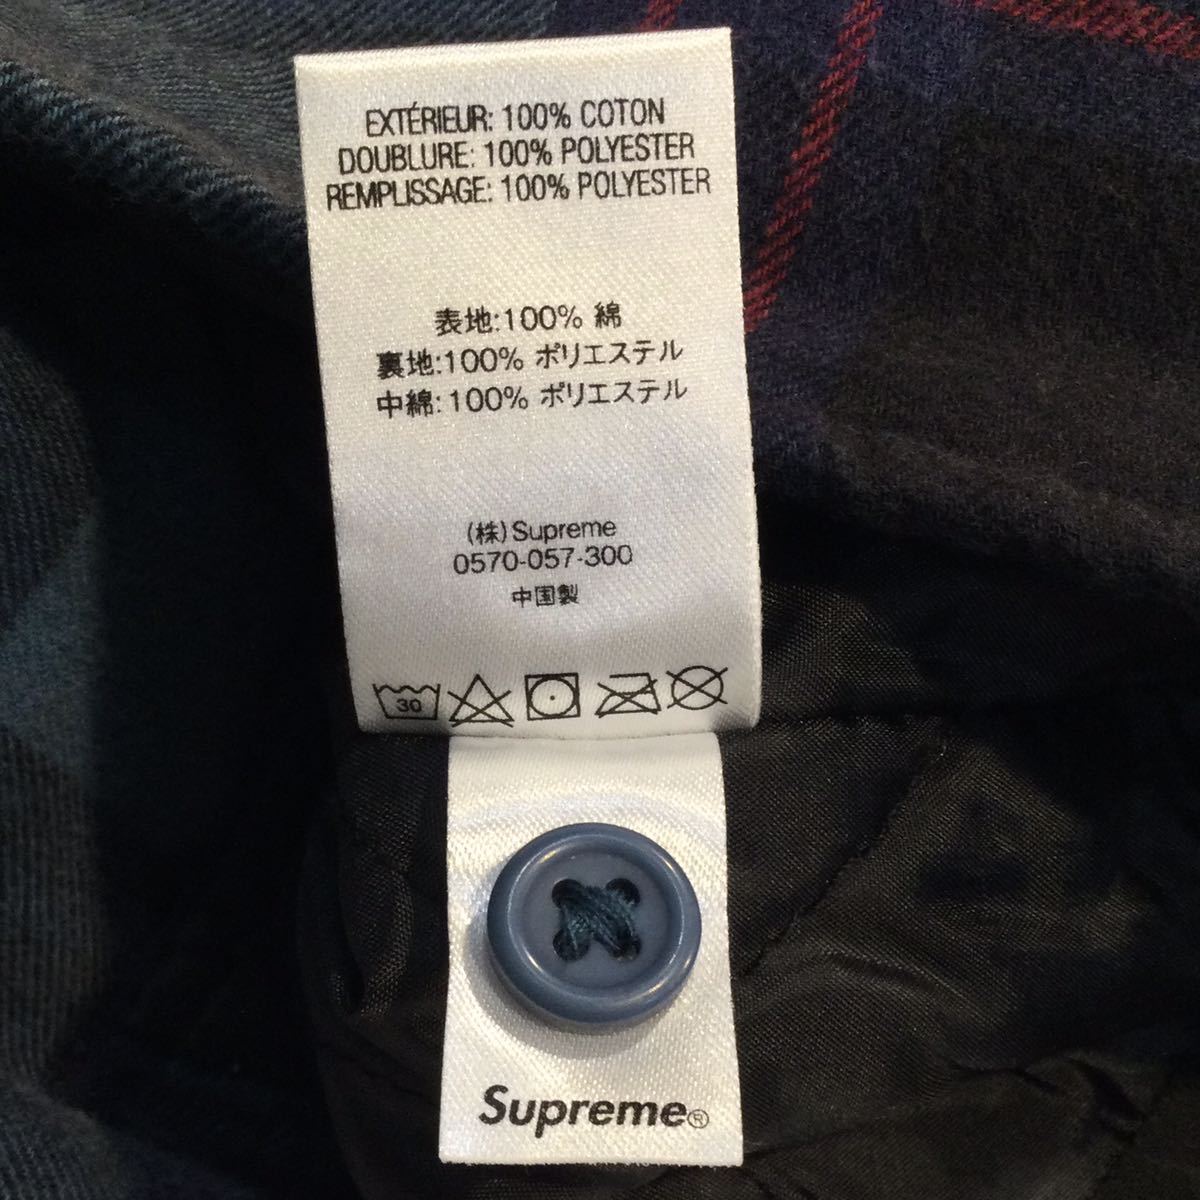 EXTÉRIEUR: 100% COTON
DOUBLURE: 100% POLYESTER
REMPLISSAGE: 100% POLYESTER
表地:100% 綿
裏地:100% ポリエステル
中綿:100% ポリエステル
(株)Supreme
0570-057-300
中国製
30
Supreme®